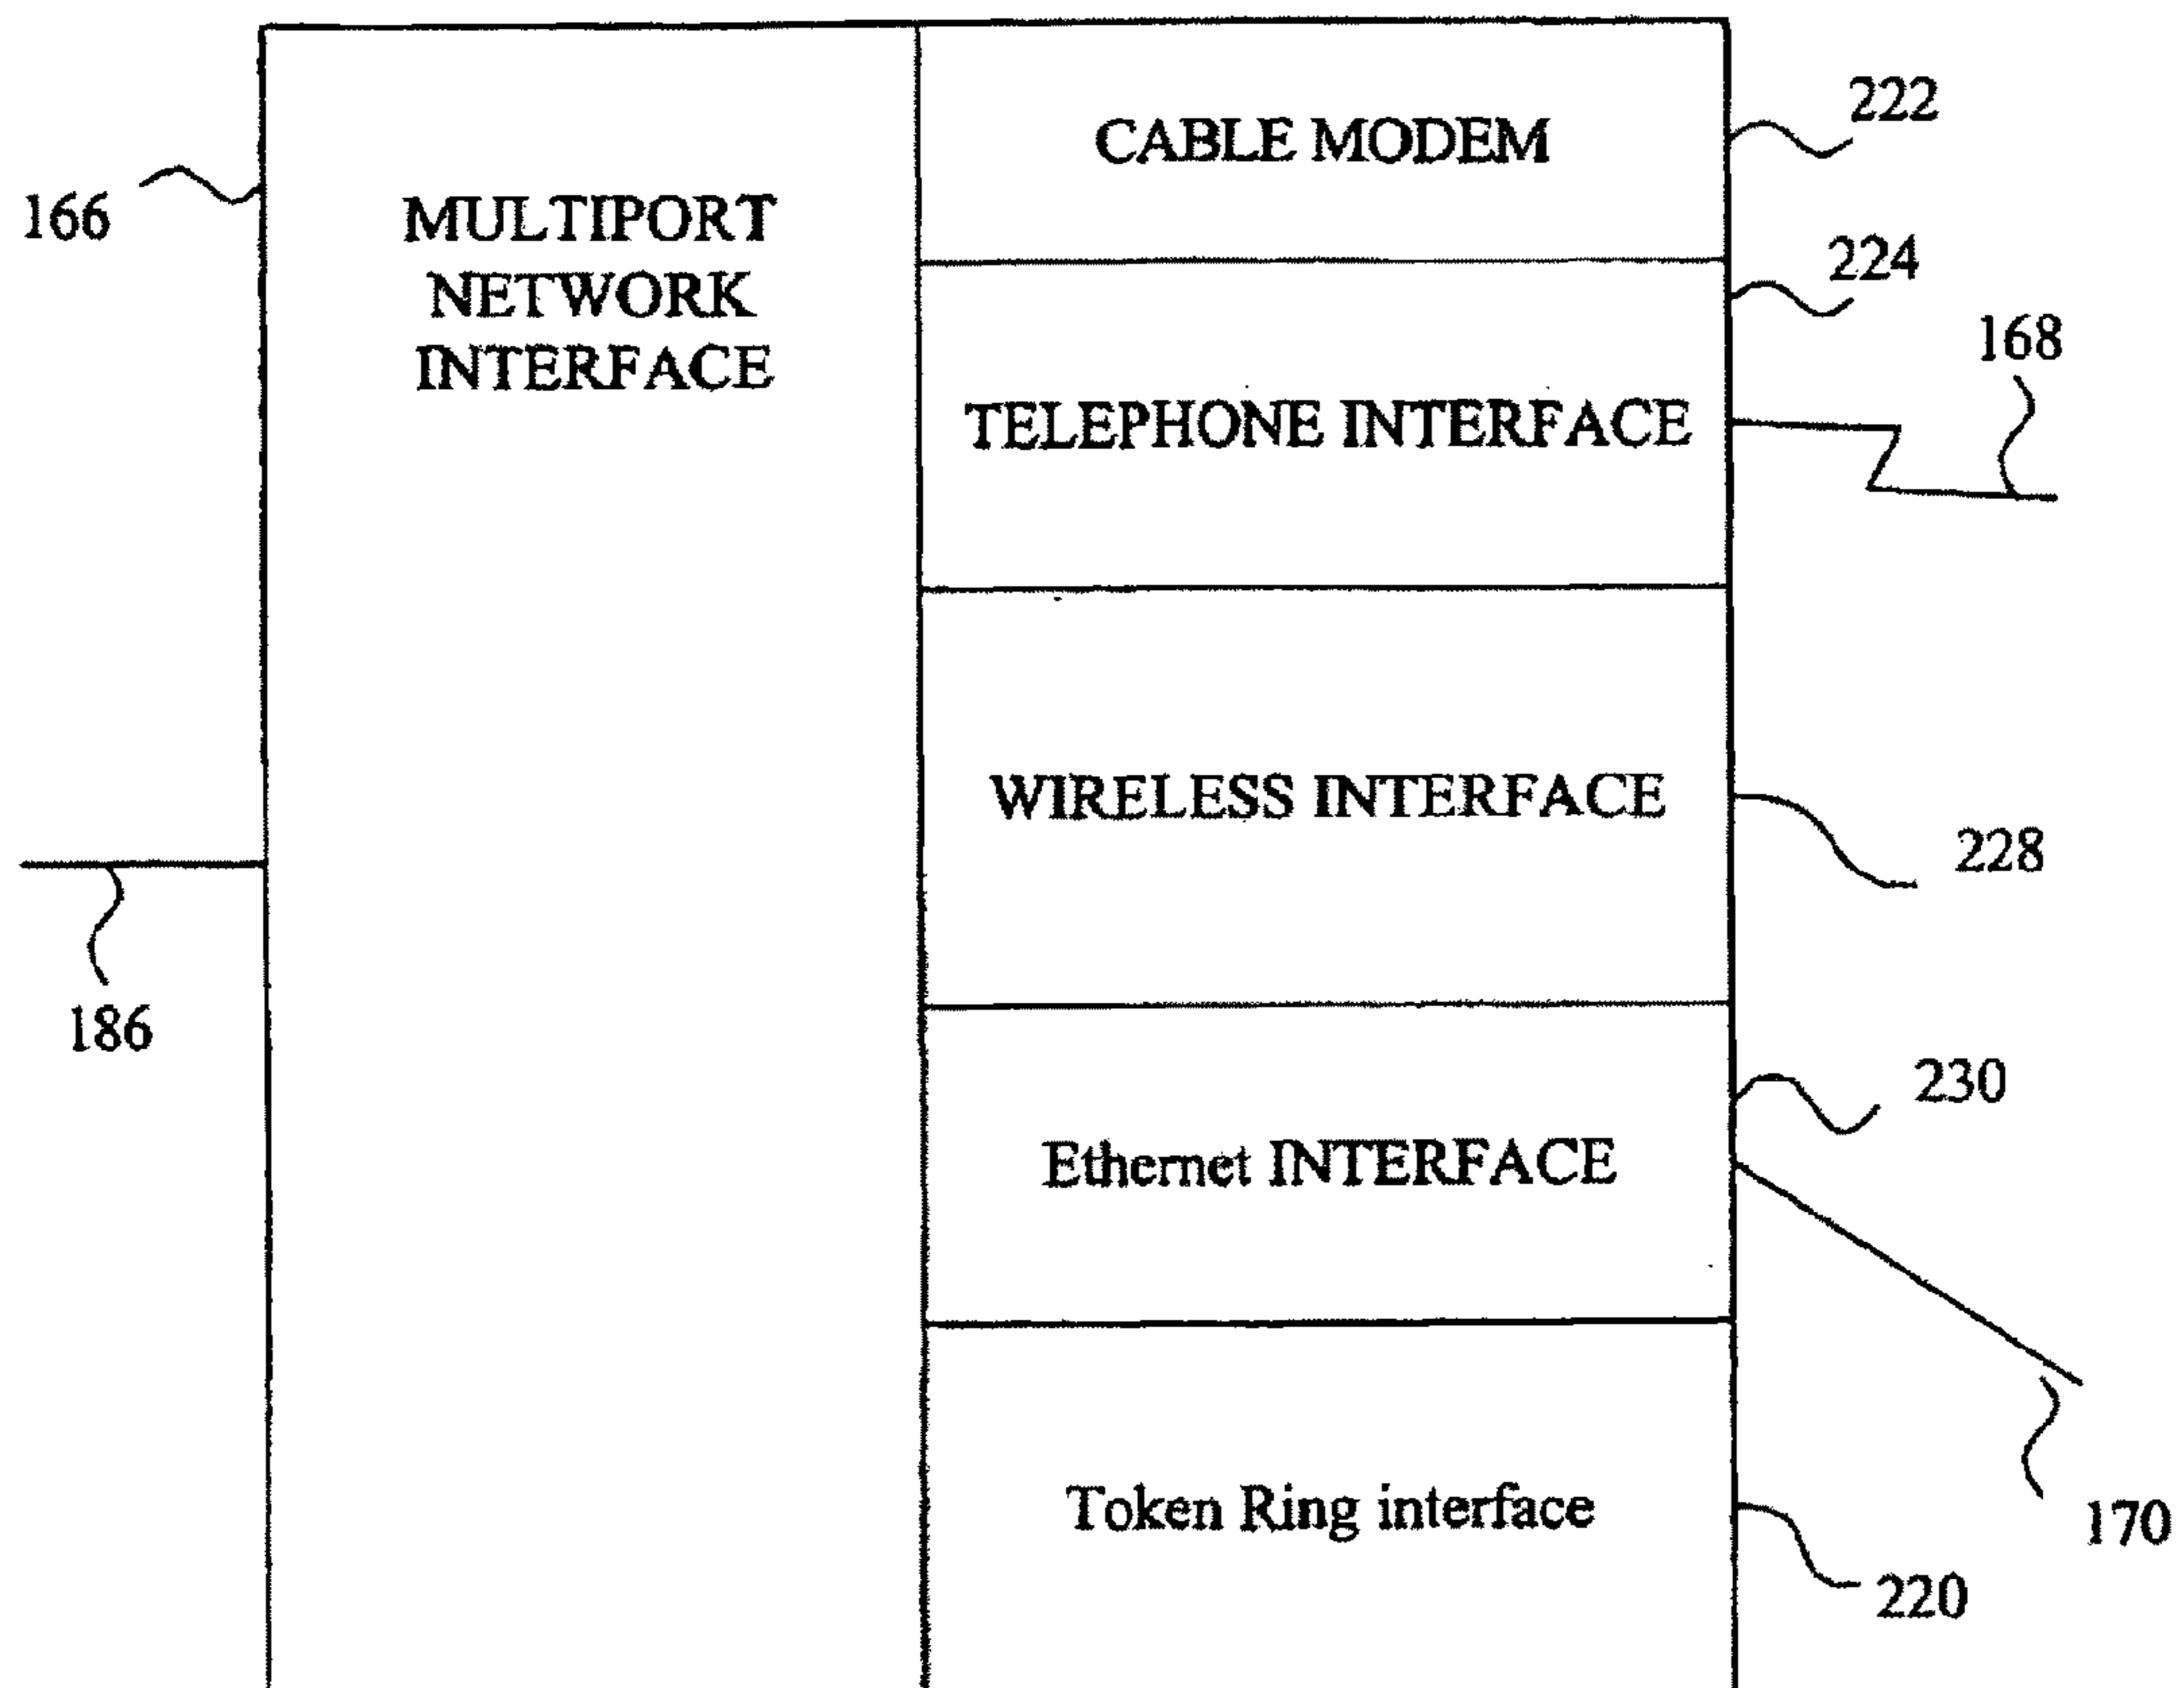 CABLE MODEM
222
166
MULTIPORT
NETWORK
INTERFACE
224
168
TELEPHONE INTERFACE
WIRELESS INTERFACE
228
186
230
Ethernet INTERFACE
Token Ring interface
170
220